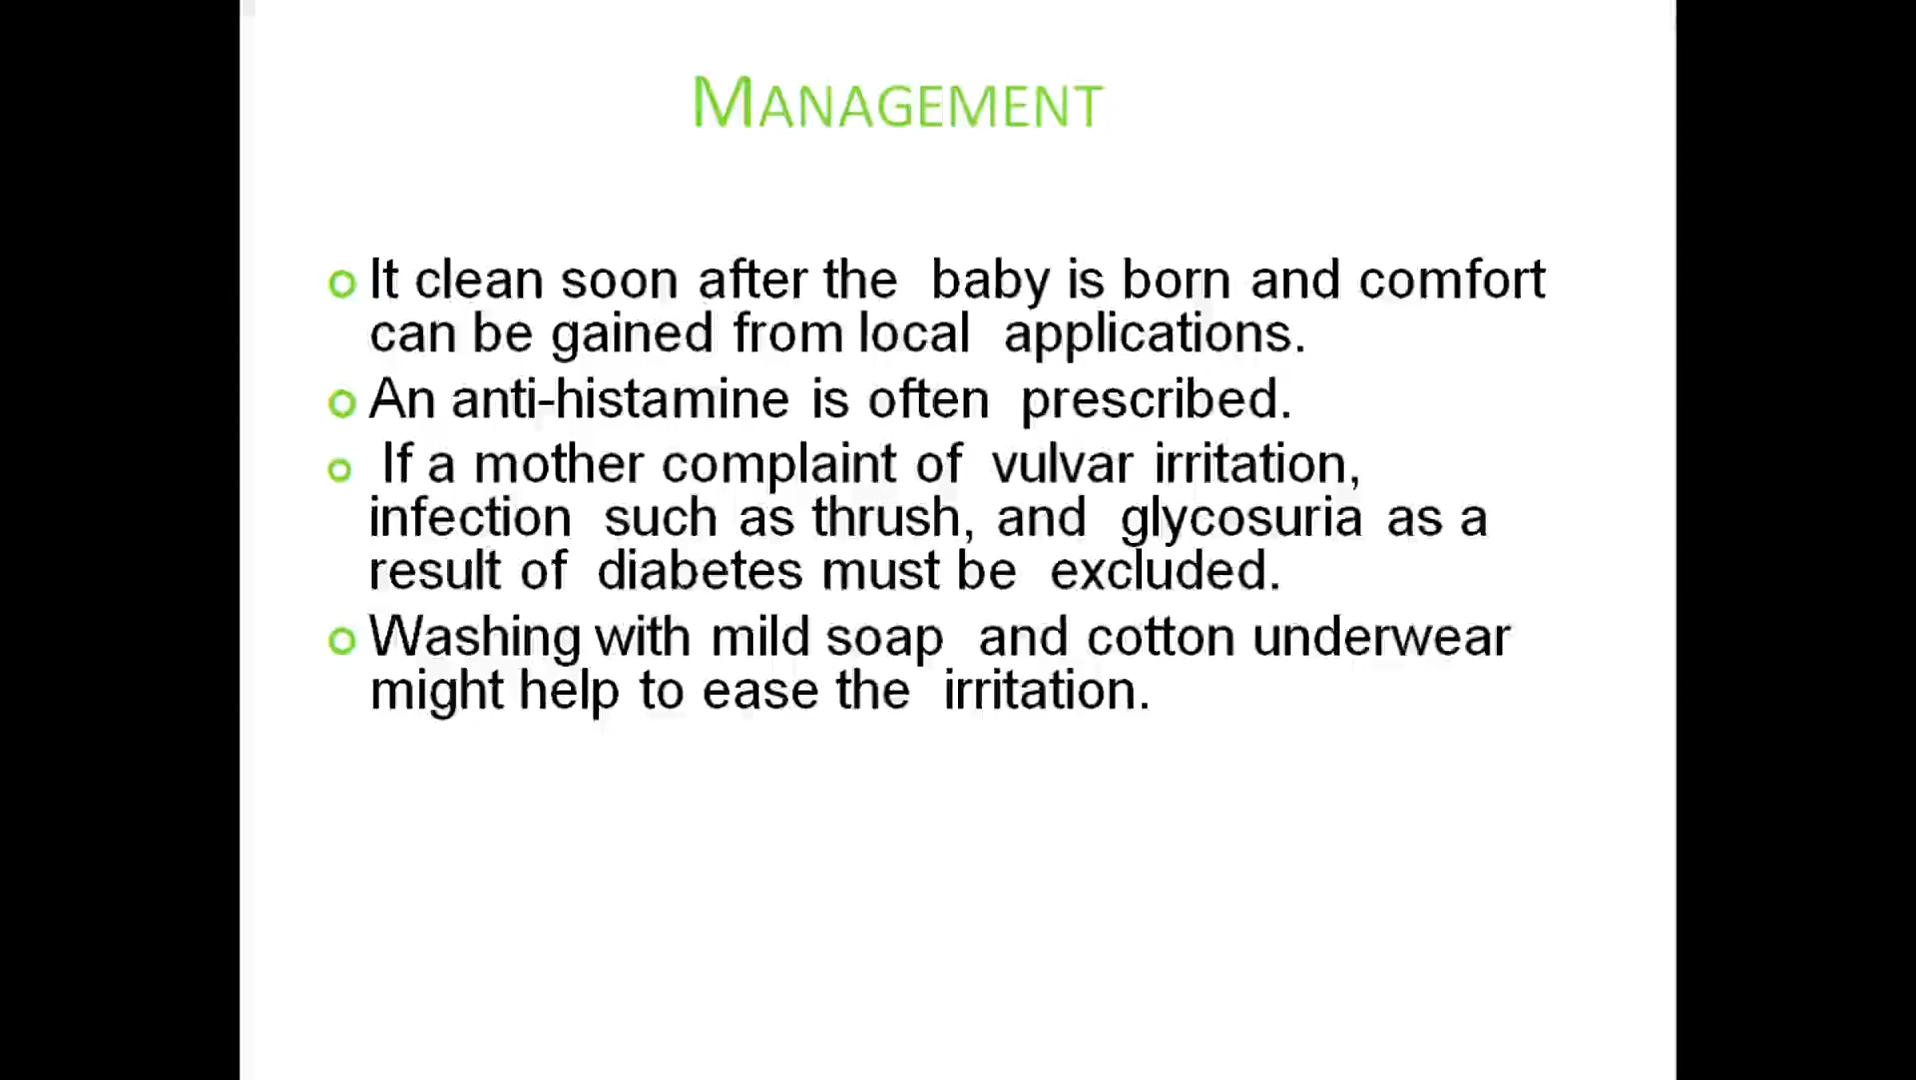 MANAGEMENT
It clean soon after the baby is born and comfort
can be gained from local applications.
An anti-histamine is often prescribed.
If a mother complaint of vulvar irritation,
infection such as thrush, and glycosuria as a
result of diabetes must be excluded.
Washing with mild soap and cotton underwear
might help to ease the irritation.